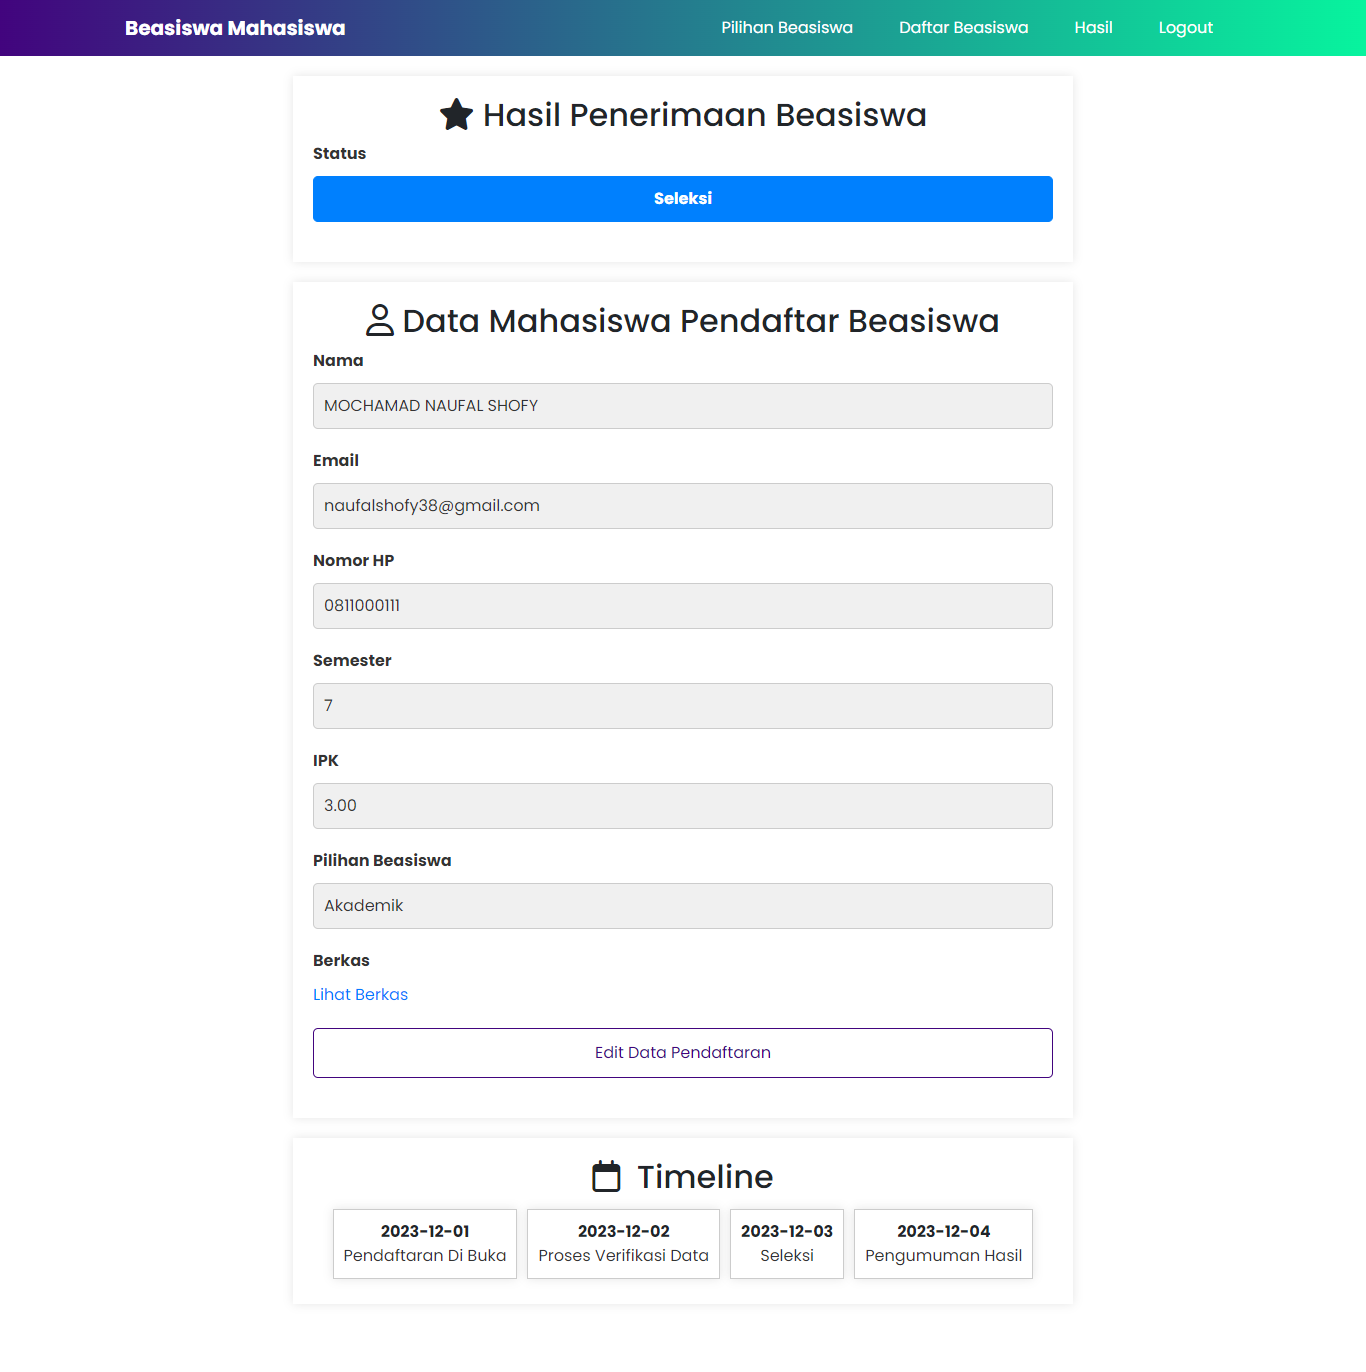 Beasiswa Mahasiswa
Pilihan Beasiswa
Daftar Beasiswa
Hasil
Logout
Hasil Penerimaan Beasiswa
Status
Seleksi
Data Mahasiswa Pendaftar Beasiswa
Nama
MOCHAMAD NAUFAL SHOFY
Email
naufalshofy38@gmail.com
Nomor HP
0811000111
Semester
7
IPK
3.00
Pilihan Beasiswa
Akademik
Berkas
Lihat Berkas
Edit Data Pendaftaran
Timeline
2023-12-01
Pendaftaran Di Buka
2023-12-02
Proses Verifikasi Data
2023-12-03
Seleksi
2023-12-04
Pengumuman Hasil